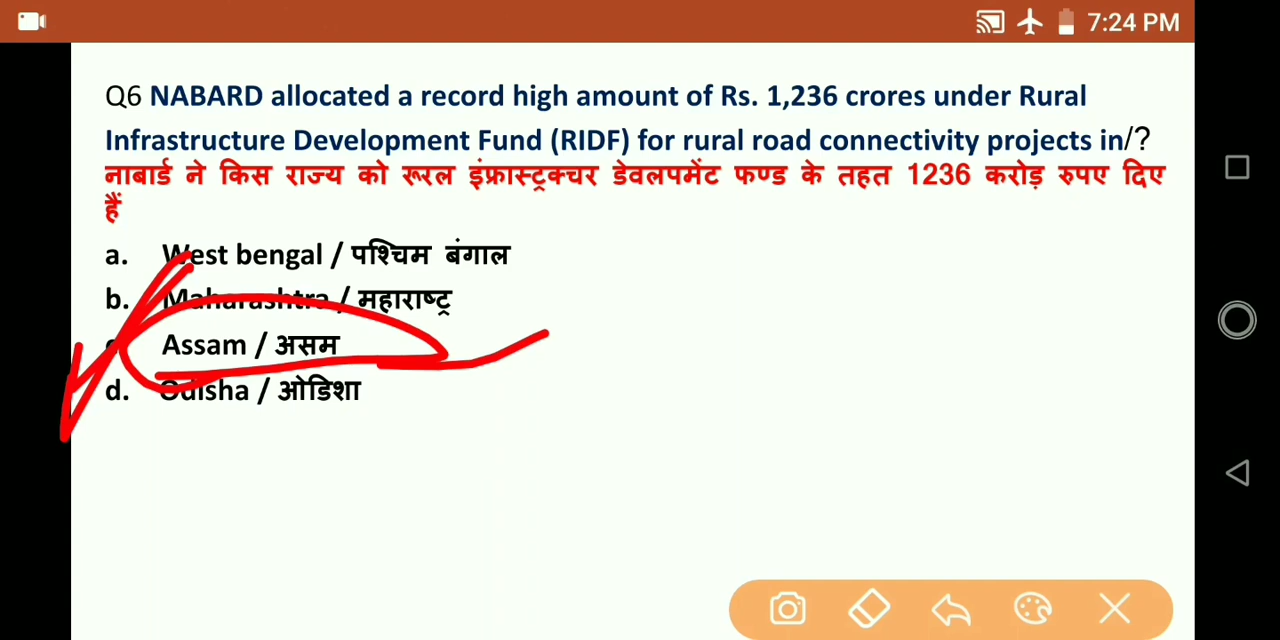 7:24 PM
Q6 NABARD allocated a record high amount of Rs. 1,236 crores under Rural
Infrastructure Development Fund (RIDF) for rural road connectivity projects in/?
नाबार्ड ने किस राज्य को रूरल इंफ्रास्ट्रक्चर डेवलपमेंट फण्ड के तहत 1236 करोड़ रुपए दिए
हैं
a. West bengal / पश्चिम बंगाल
b. Maharashtra / महाराष्ट्र
c. Assam / असम
d. Odisha / ओडिशा